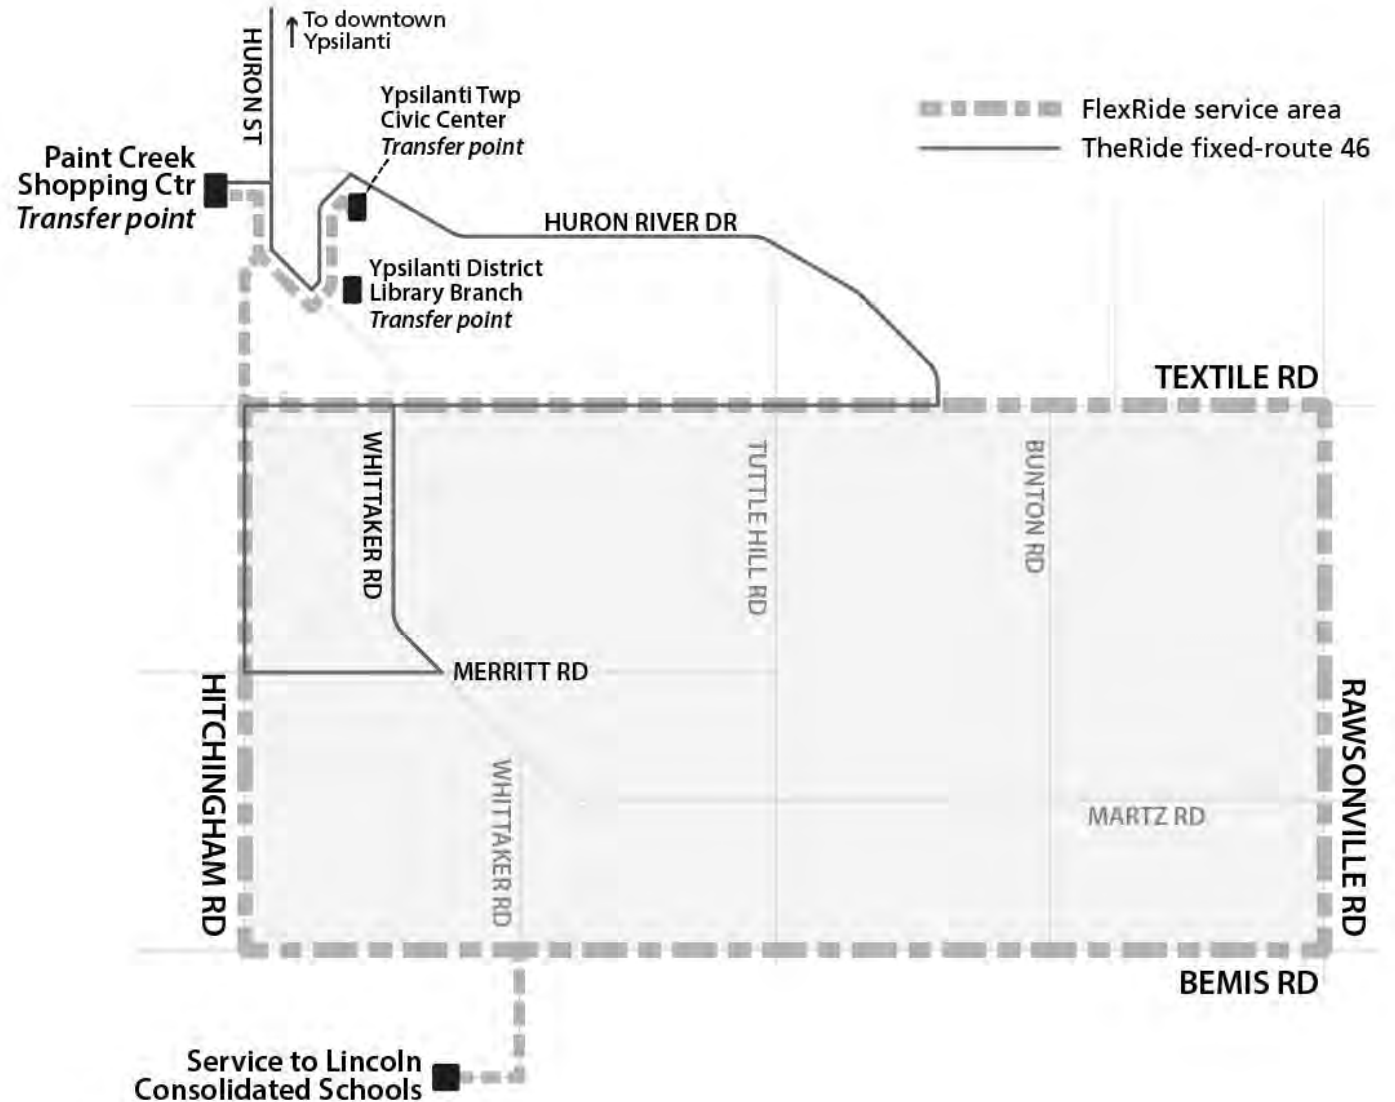 To downtown
Ypsilanti
HURON ST
Ypsilanti Twp
Civic Center
Transfer point
FlexRide service area
TheRide fixed-route 46
Paint Creek
Shopping Ctr
Transfer point
HURON RIVER DR
Ypsilanti District
Library Branch
Transfer point
TEXTILE RD
WHITTAKER RD
TUTTLE HILL RD
BUNTON RD
MERRITT RD
HITCHINGHAM RD
RAWSONVILLE RD
WHITTAKER RD
MARTZ RD
BEMIS RD
Service to Lincoln
Consolidated Schools